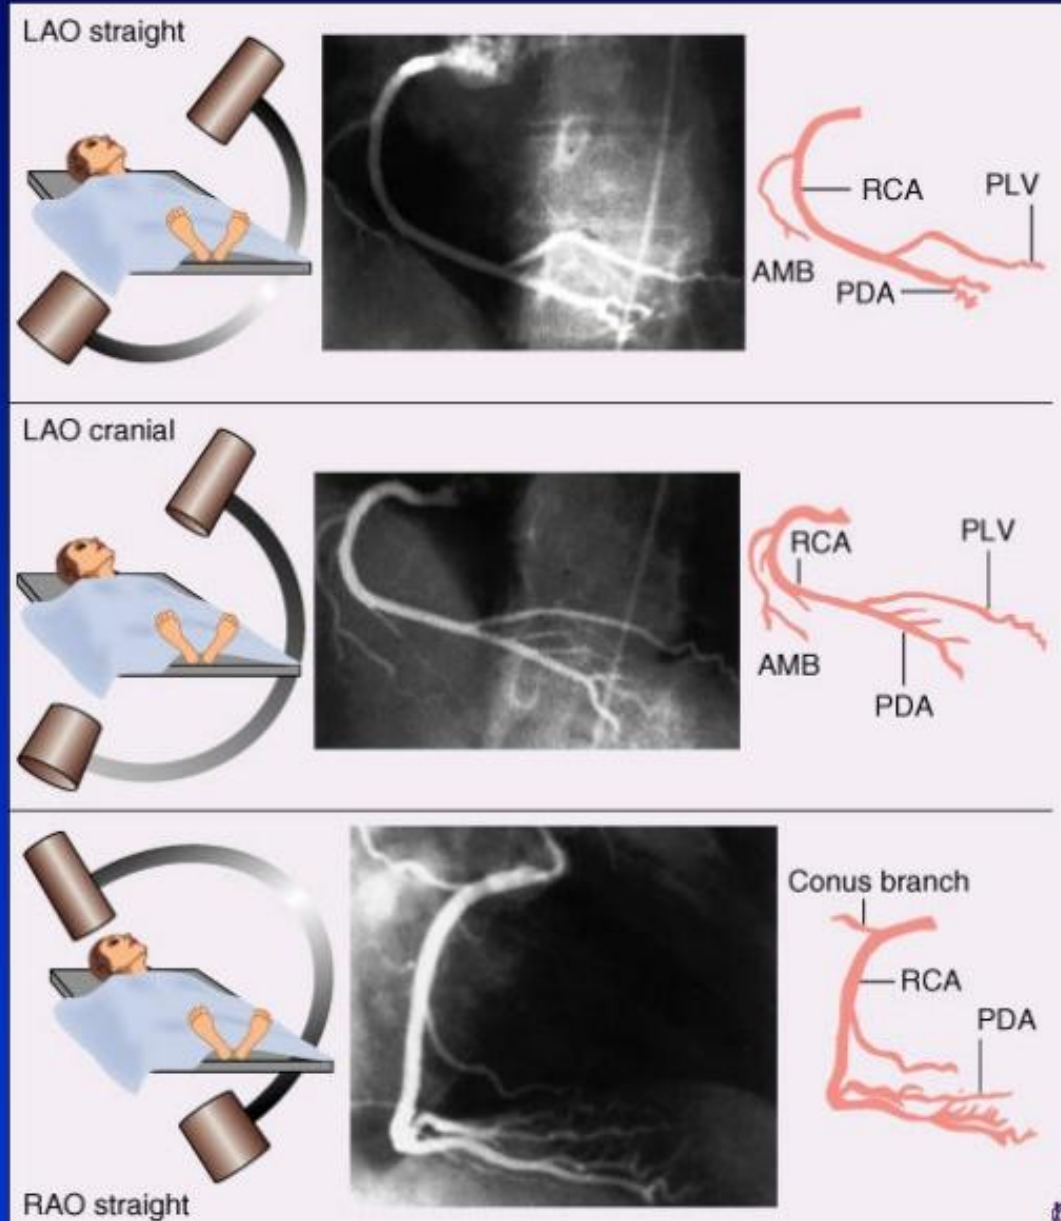 LAO straight
RCA
PLV
AMB
PDA
LAO cranial
RCA
PLV
AMB
PDA
Conus branch
RCA
PDA
RAO straight